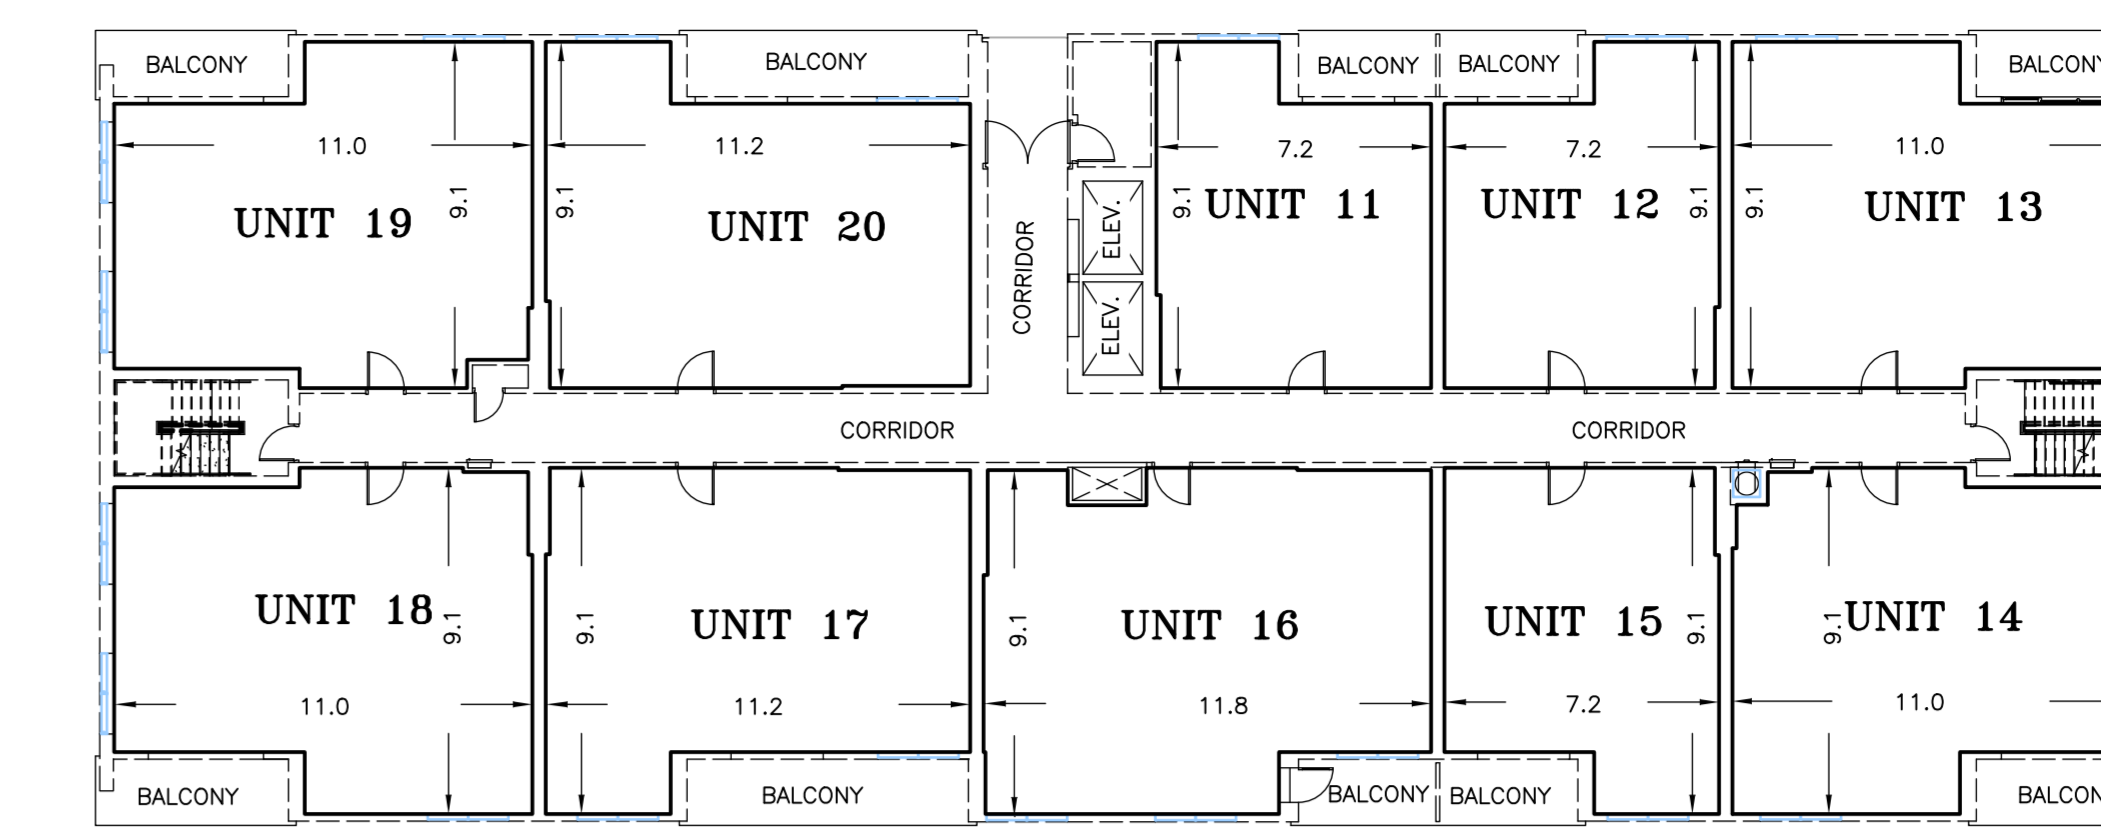 BALCONY
BALCONY
BALCONY
BALCONY
BALCONY
11.0
11.2
7.2
7.2
11.0
9.1
9.1
9.1
9.1
9.1
UNIT 19
UNIT 20
UNIT 11
UNIT 12
UNIT 13
ELEV.
ELEV.
CORRIDOR
CORRIDOR
CORRIDOR
UNIT 18
UNIT 17
UNIT 16
UNIT 15
UNIT 14
9.1
9.1
9.1
9.1
9.1
11.0
11.2
11.8
7.2
11.0
BALCONY
BALCONY
BALCONY
BALCONY
BALCON